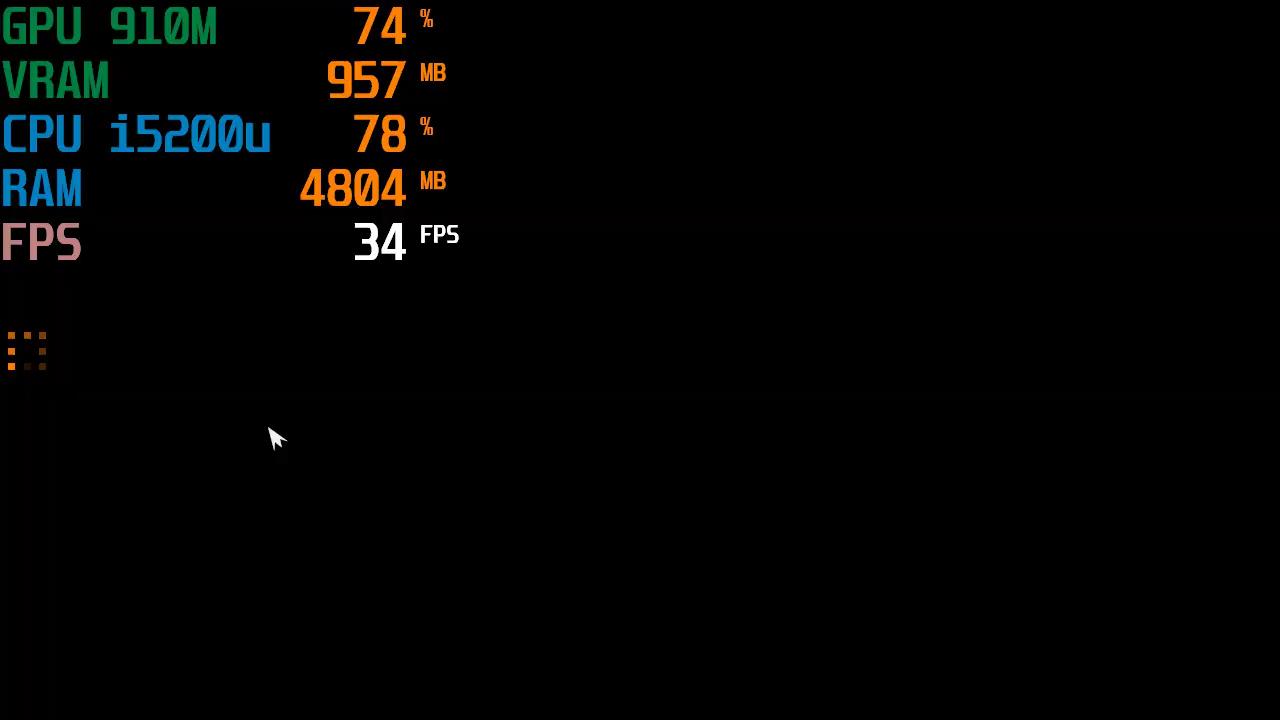 GPU 910M 74 %
VRAM 957 MB
CPU i5200u 78 %
RAM 4804 MB
FPS 34 FPS